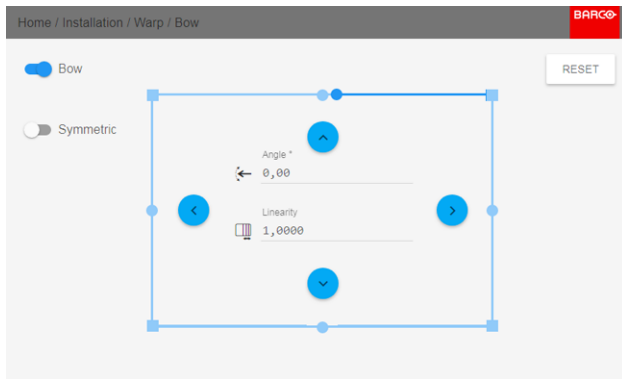 Home / Installation / Warp / Bow
BARCO
Bow
RESET
Symmetric
Angle *
0,00
Linearity
1,0000